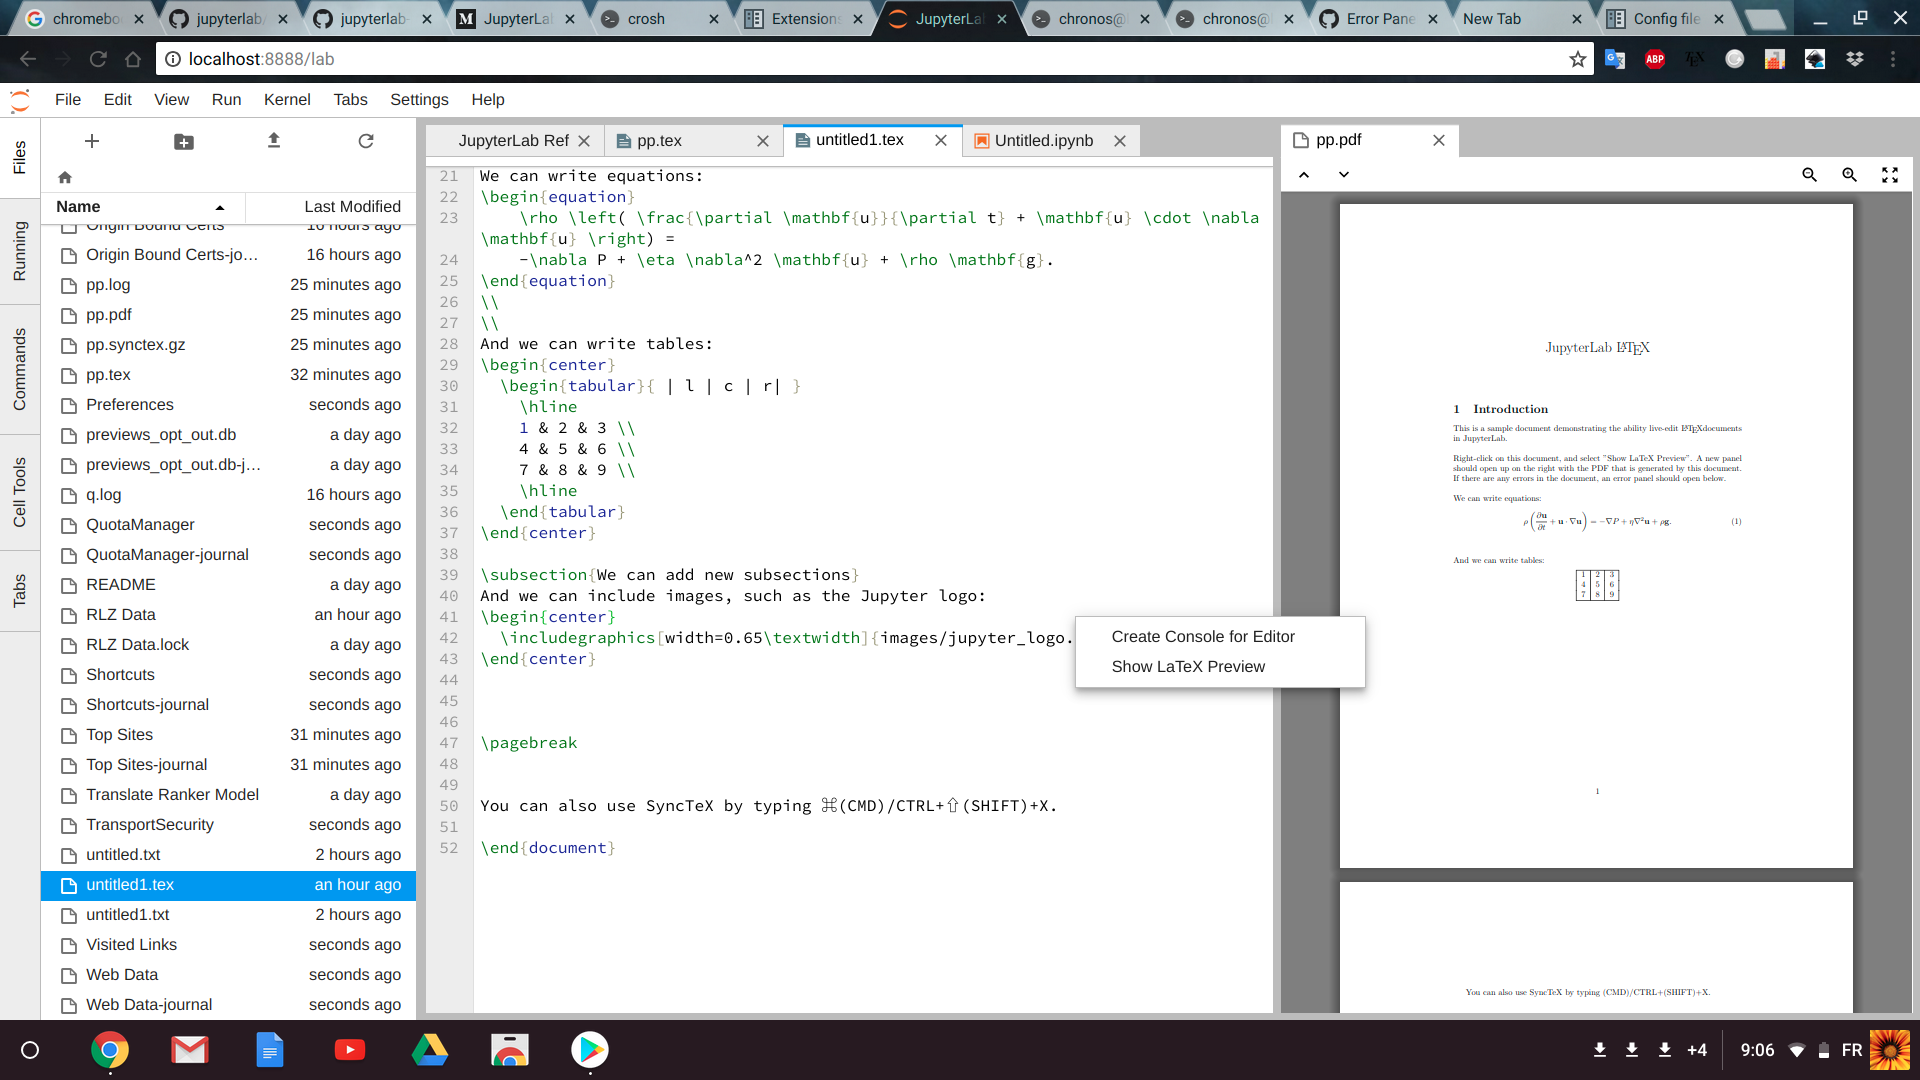 chromeboo
jupyterlab
jupyterlab-
JupyterLa
crosh
Extensions
JupyterLa
chronos@
chronos@
Error Pane
New Tab
Config file
localhost:8888/lab
ABP
File Edit View Run Kernel Tabs Settings Help
Files
Running
Commands
Cell Tools
Tabs
Name Last Modified
Origin Bound Certs 16 hours ago
Origin Bound Certs-jo… 16 hours ago
pp.log 25 minutes ago
pp.pdf 25 minutes ago
pp.synctex.gz 25 minutes ago
pp.tex 32 minutes ago
Preferences seconds ago
previews_opt_out.db a day ago
previews_opt_out.db-j… a day ago
q.log 16 hours ago
QuotaManager seconds ago
QuotaManager-journal seconds ago
README a day ago
RLZ Data an hour ago
RLZ Data.lock a day ago
Shortcuts seconds ago
Shortcuts-journal seconds ago
Top Sites 31 minutes ago
Top Sites-journal 31 minutes ago
Translate Ranker Model a day ago
TransportSecurity seconds ago
untitled.txt 2 hours ago
untitled1.tex an hour ago
untitled1.txt 2 hours ago
Visited Links seconds ago
Web Data seconds ago
Web Data-journal seconds ago
JupyterLab Ref
pp.tex
untitled1.tex
Untitled.ipynb
21 We can write equations:
22 \begin{equation}
23 \rho \left( \frac{\partial \mathbf{u}}{\partial t} + \mathbf{u} \cdot \nabla
\mathbf{u} \right) =
24 -\nabla P + \eta \nabla^2 \mathbf{u} + \rho \mathbf{g}.
25 \end{equation}
26 \\
27 \\
28 And we can write tables:
29 \begin{center}
30 \begin{tabular}{ | l | c | r| }
31 \hline
32 1 & 2 & 3 \\
33 4 & 5 & 6 \\
34 7 & 8 & 9 \\
35 \hline
36 \end{tabular}
37 \end{center}
38
39 \subsection{We can add new subsections}
40 And we can include images, such as the Jupyter logo:
41 \begin{center}
42 \includegraphics[width=0.65\textwidth]{images/jupyter_logo.
43 \end{center}
44
45
46
47 \pagebreak
48
49
50 You can also use SyncTeX by typing ⌘(CMD)/CTRL+⇧(SHIFT)+X.
51
52 \end{document}
Create Console for Editor
Show LaTeX Preview
pp.pdf
JupyterLab LATEX
1 Introduction
This is a sample document demonstrating the ability live-edit LATEXdocuments
in JupyterLab.
Right-click on this document, and select "Show LaTeX Preview". A new panel
should open up on the right with the PDF that is generated by this document.
If there are any errors in the document, an error panel should open below.
We can write equations:
ρ (∂u/∂t + u · ∇u) = −∇P + η∇²u + ρg. (1)
And we can write tables:
1 2 3
4 5 6
7 8 9
1
You can also use SyncTeX by typing (CMD)/CTRL+(SHIFT)+X.
+4
9:06
FR